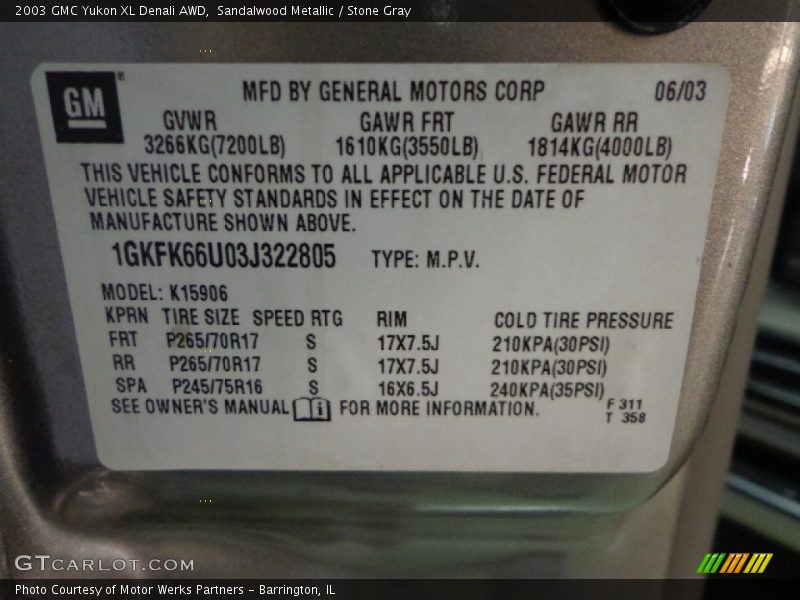 2003 GMC Yukon XL Denali AWD,  Sandalwood Metallic / Stone Gray
GM ®
MFD BY GENERAL MOTORS CORP 06/03
GVWR GAWR FRT GAWR RR
3266KG(7200LB) 1610KG(3550LB) 1814KG(4000LB)
THIS VEHICLE CONFORMS TO ALL APPLICABLE U.S. FEDERAL MOTOR
VEHICLE SAFETY STANDARDS IN EFFECT ON THE DATE OF
MANUFACTURE SHOWN ABOVE.
1GKFK66U03J322805 TYPE: M.P.V.
MODEL: K15906
KPRN TIRE SIZE SPEED RTG RIM COLD TIRE PRESSURE
FRT P265/70R17 S 17X7.5J 210KPA(30PSI)
RR P265/70R17 S 17X7.5J 210KPA(30PSI)
SPA P245/75R16 S 16X6.5J 240KPA(35PSI)
SEE OWNER'S MANUAL i FOR MORE INFORMATION.
F 311
T 358
GTCARLOT.COM
Photo Courtesy of Motor Werks Partners - Barrington, IL